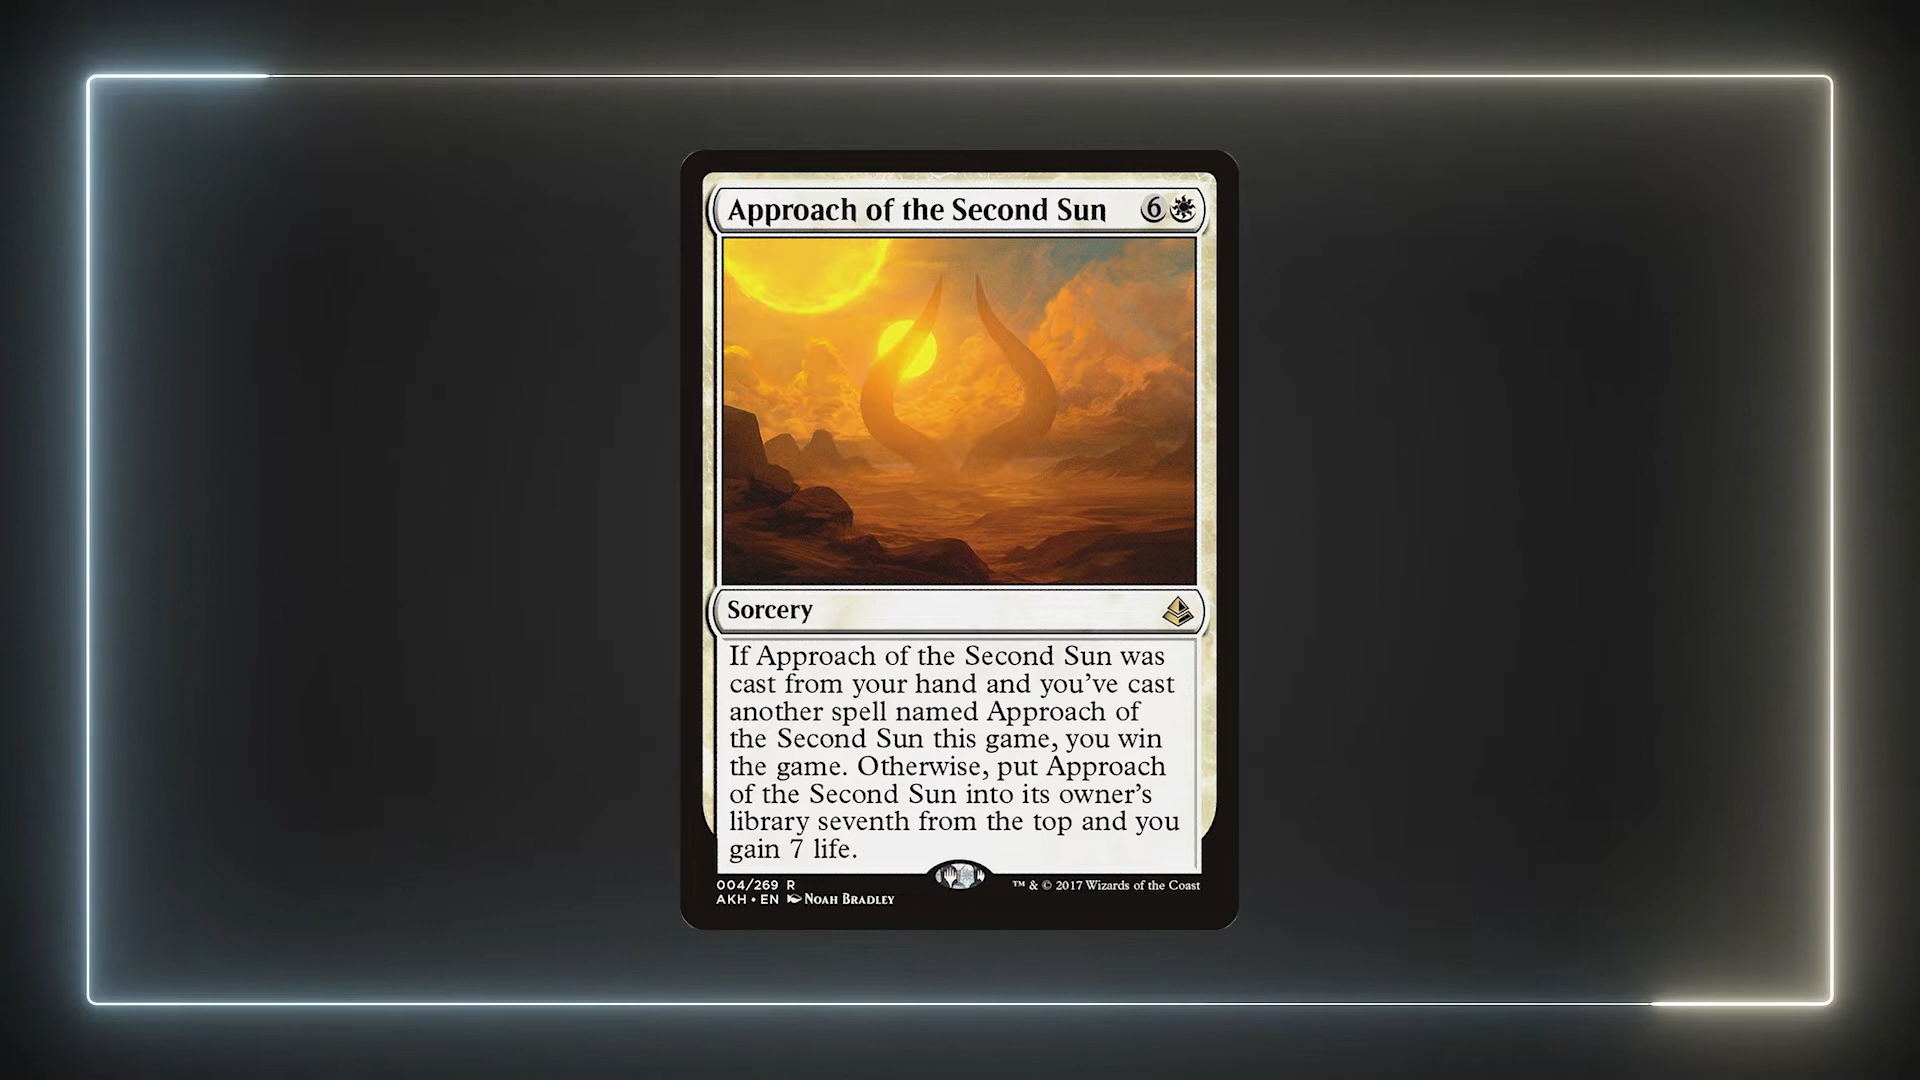 Approach of the Second Sun 6
Sorcery
If Approach of the Second Sun was
cast from your hand and you've cast
another spell named Approach of
the Second Sun this game, you win
the game. Otherwise, put Approach
of the Second Sun into its owner's
library seventh from the top and you
gain 7 life.
004/269 R
AKH • EN Noah Bradley
™ & © 2017 Wizards of the Coast